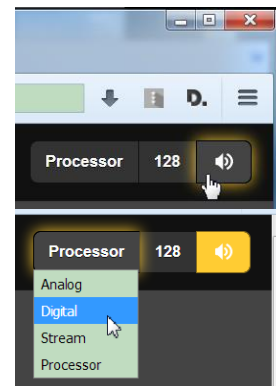 D.
Processor 128
Processor 128
Analog
Digital
Stream
Processor